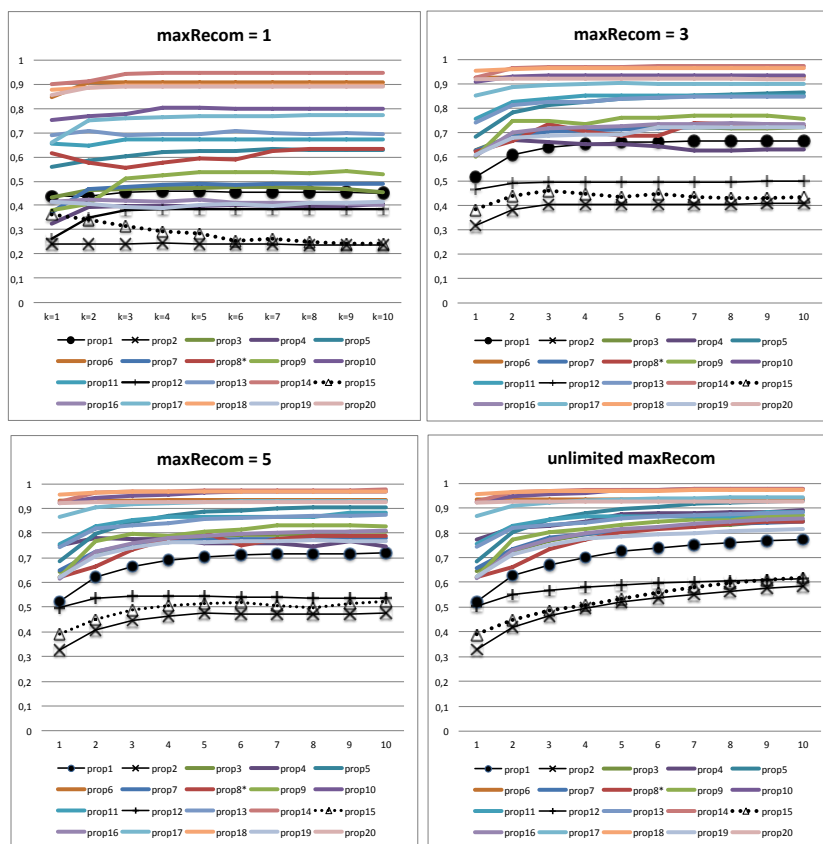 maxRecom = 1
1
0,9
0,8
0,7
0,6
0,5
0,4
0,3
0,2
0,1
0
k=1 k=2 k=3 k=4 k=5 k=6 k=7 k=8 k=9 k=10
prop1 prop2 prop3 prop4 prop5
prop6 prop7 prop8* prop9 prop10
prop11 prop12 prop13 prop14 prop15
prop16 prop17 prop18 prop19 prop20
maxRecom = 3
1
0,9
0,8
0,7
0,6
0,5
0,4
0,3
0,2
0,1
0
1 2 3 4 5 6 7 8 9 10
prop1 prop2 prop3 prop4 prop5
prop6 prop7 prop8* prop9 prop10
prop11 prop12 prop13 prop14 prop15
prop16 prop17 prop18 prop19 prop20
maxRecom = 5
1
0,9
0,8
0,7
0,6
0,5
0,4
0,3
0,2
0,1
0
1 2 3 4 5 6 7 8 9 10
prop1 prop2 prop3 prop4 prop5
prop6 prop7 prop8* prop9 prop10
prop11 prop12 prop13 prop14 prop15
prop16 prop17 prop18 prop19 prop20
unlimited maxRecom
1
0,9
0,8
0,7
0,6
0,5
0,4
0,3
0,2
0,1
0
1 2 3 4 5 6 7 8 9 10
prop1 prop2 prop3 prop4 prop5
prop6 prop7 prop8* prop9 prop10
prop11 prop12 prop13 prop14 prop15
prop16 prop17 prop18 prop19 prop20